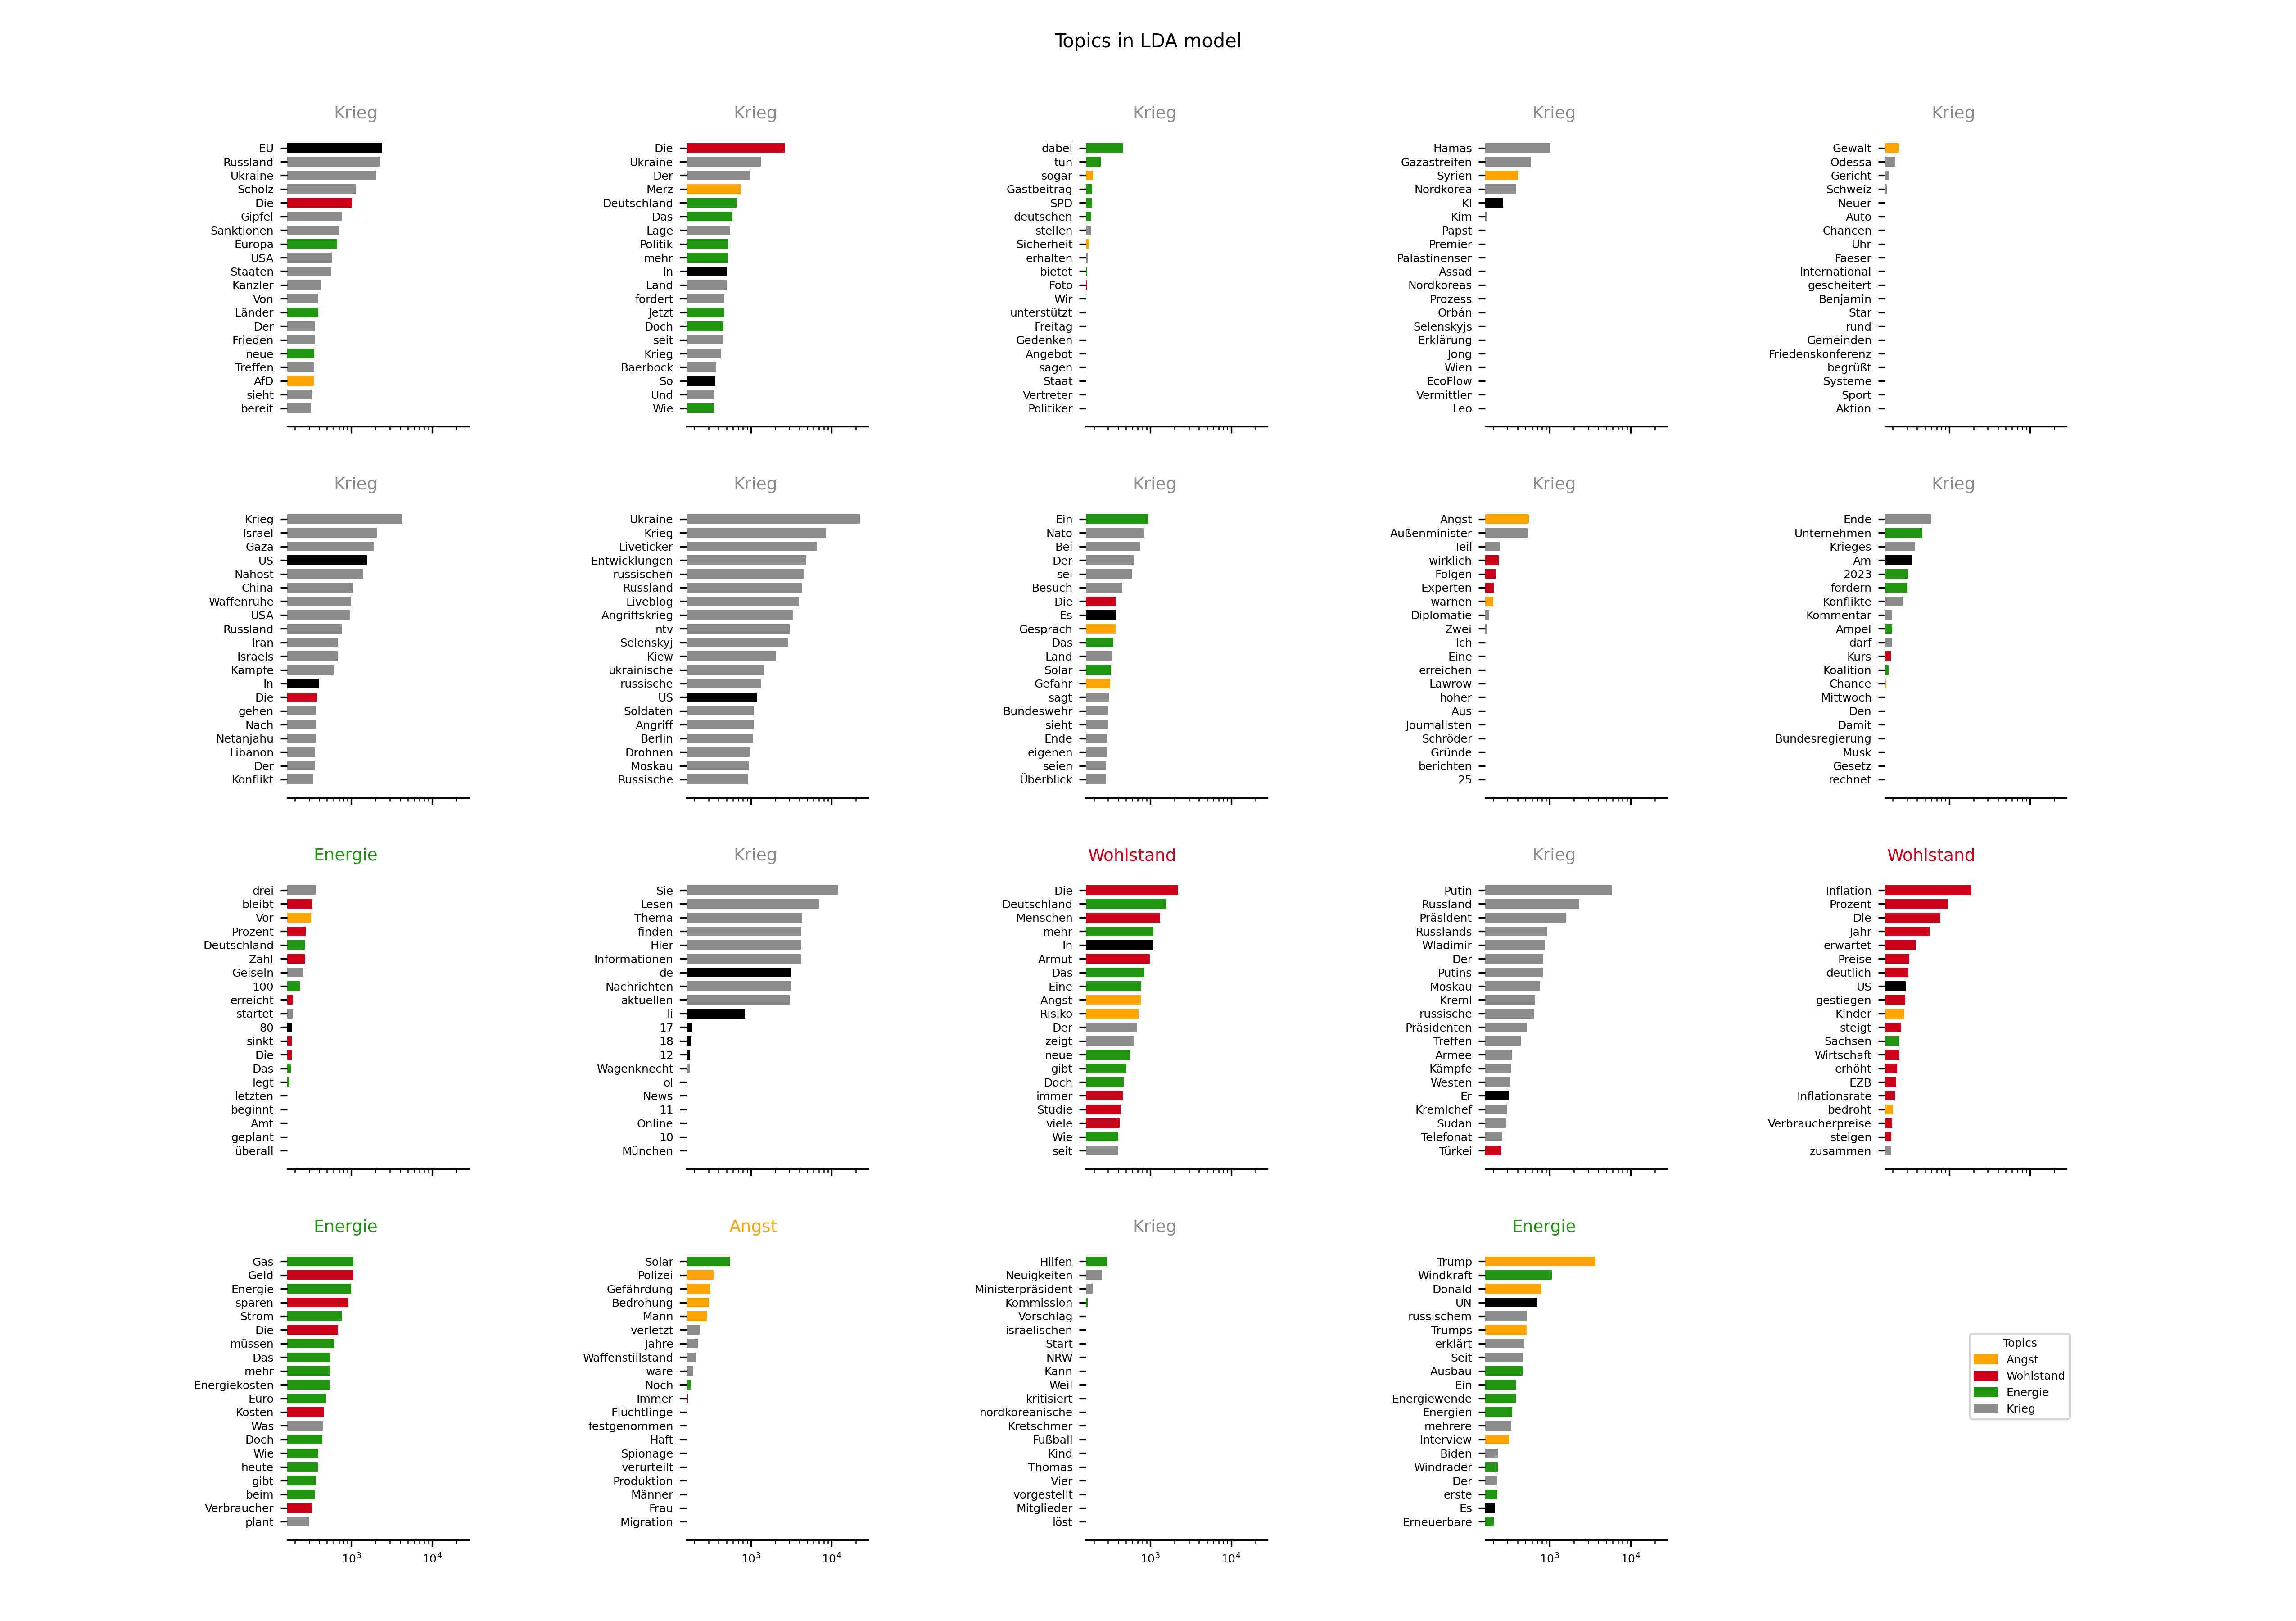 Topics in LDA model
Krieg
EU
Russland
Ukraine
Scholz
Die
Gipfel
Sanktionen
Europa
USA
Staaten
Kanzler
Von
Länder
Der
Frieden
neue
Treffen
AfD
sieht
bereit
Krieg
Die
Ukraine
Der
Merz
Deutschland
Das
Lage
Politik
mehr
In
Land
fordert
Jetzt
Doch
seit
Krieg
Baerbock
So
Und
Wie
Krieg
dabei
tun
sogar
Gastbeitrag
SPD
deutschen
stellen
Sicherheit
erhalten
bietet
Foto
Wir
unterstützt
Freitag
Gedenken
Angebot
sagen
Staat
Vertreter
Politiker
Krieg
Hamas
Gazastreifen
Syrien
Nordkorea
KI
Kim
Papst
Premier
Palästinenser
Assad
Nordkoreas
Prozess
Orbán
Selenskyjs
Erklärung
Jong
Wien
EcoFlow
Vermittler
Leo
Krieg
Gewalt
Odessa
Gericht
Schweiz
Neuer
Auto
Chancen
Uhr
Faeser
International
gescheitert
Benjamin
Star
rund
Gemeinden
Friedenskonferenz
begrüßt
Systeme
Sport
Aktion
Krieg
Krieg
Israel
Gaza
US
Nahost
China
Waffenruhe
USA
Russland
Iran
Israels
Kämpfe
In
Die
gehen
Nach
Netanjahu
Libanon
Der
Konflikt
Krieg
Ukraine
Krieg
Liveticker
Entwicklungen
russischen
Russland
Liveblog
Angriffskrieg
ntv
Selenskyj
Kiew
ukrainische
russische
US
Soldaten
Angriff
Berlin
Drohnen
Moskau
Russische
Krieg
Ein
Nato
Bei
Der
sei
Besuch
Die
Es
Gespräch
Das
Land
Solar
Gefahr
sagt
Bundeswehr
sieht
Ende
eigenen
seien
Überblick
Krieg
Angst
Außenminister
Teil
wirklich
Folgen
Experten
warnen
Diplomatie
Zwei
Ich
Eine
erreichen
Lawrow
hoher
Aus
Journalisten
Schröder
Gründe
berichten
25
Krieg
Ende
Unternehmen
Krieges
Am
2023
fordern
Konflikte
Kommentar
Ampel
darf
Kurs
Koalition
Chance
Mittwoch
Den
Damit
Bundesregierung
Musk
Gesetz
rechnet
Energie
drei
bleibt
Vor
Prozent
Deutschland
Zahl
Geiseln
100
erreicht
startet
80
sinkt
Die
Das
legt
letzten
beginnt
Amt
geplant
überall
Krieg
Sie
Lesen
Thema
finden
Hier
Informationen
de
Nachrichten
aktuellen
li
17
18
12
Wagenknecht
ol
News
11
Online
10
München
Wohlstand
Die
Deutschland
Menschen
mehr
In
Armut
Das
Eine
Angst
Risiko
Der
zeigt
neue
gibt
Doch
immer
Studie
viele
Wie
seit
Krieg
Putin
Russland
Präsident
Russlands
Wladimir
Der
Putins
Moskau
Kreml
russische
Präsidenten
Treffen
Armee
Kämpfe
Westen
Er
Kremlchef
Sudan
Telefonat
Türkei
Wohlstand
Inflation
Prozent
Die
Jahr
erwartet
Preise
deutlich
US
gestiegen
Kinder
steigt
Sachsen
Wirtschaft
erhöht
EZB
Inflationsrate
bedroht
Verbraucherpreise
steigen
zusammen
Energie
Gas
Geld
Energie
sparen
Strom
Die
müssen
Das
mehr
Energiekosten
Euro
Kosten
Was
Doch
Wie
heute
gibt
beim
Verbraucher
plant
10³ 10⁴
Angst
Solar
Polizei
Gefährdung
Bedrohung
Mann
verletzt
Jahre
Waffenstillstand
wäre
Noch
Immer
Flüchtlinge
festgenommen
Haft
Spionage
verurteilt
Produktion
Männer
Frau
Migration
10³ 10⁴
Krieg
Hilfen
Neuigkeiten
Ministerpräsident
Kommission
Vorschlag
israelischen
Start
NRW
Kann
Weil
kritisiert
nordkoreanische
Kretschmer
Fußball
Kind
Thomas
Vier
vorgestellt
Mitglieder
löst
10³ 10⁴
Energie
Trump
Windkraft
Donald
UN
russischem
Trumps
erklärt
Seit
Ausbau
Ein
Energiewende
Energien
mehrere
Interview
Biden
Windräder
Der
erste
Es
Erneuerbare
10³ 10⁴
Topics
Angst
Wohlstand
Energie
Krieg